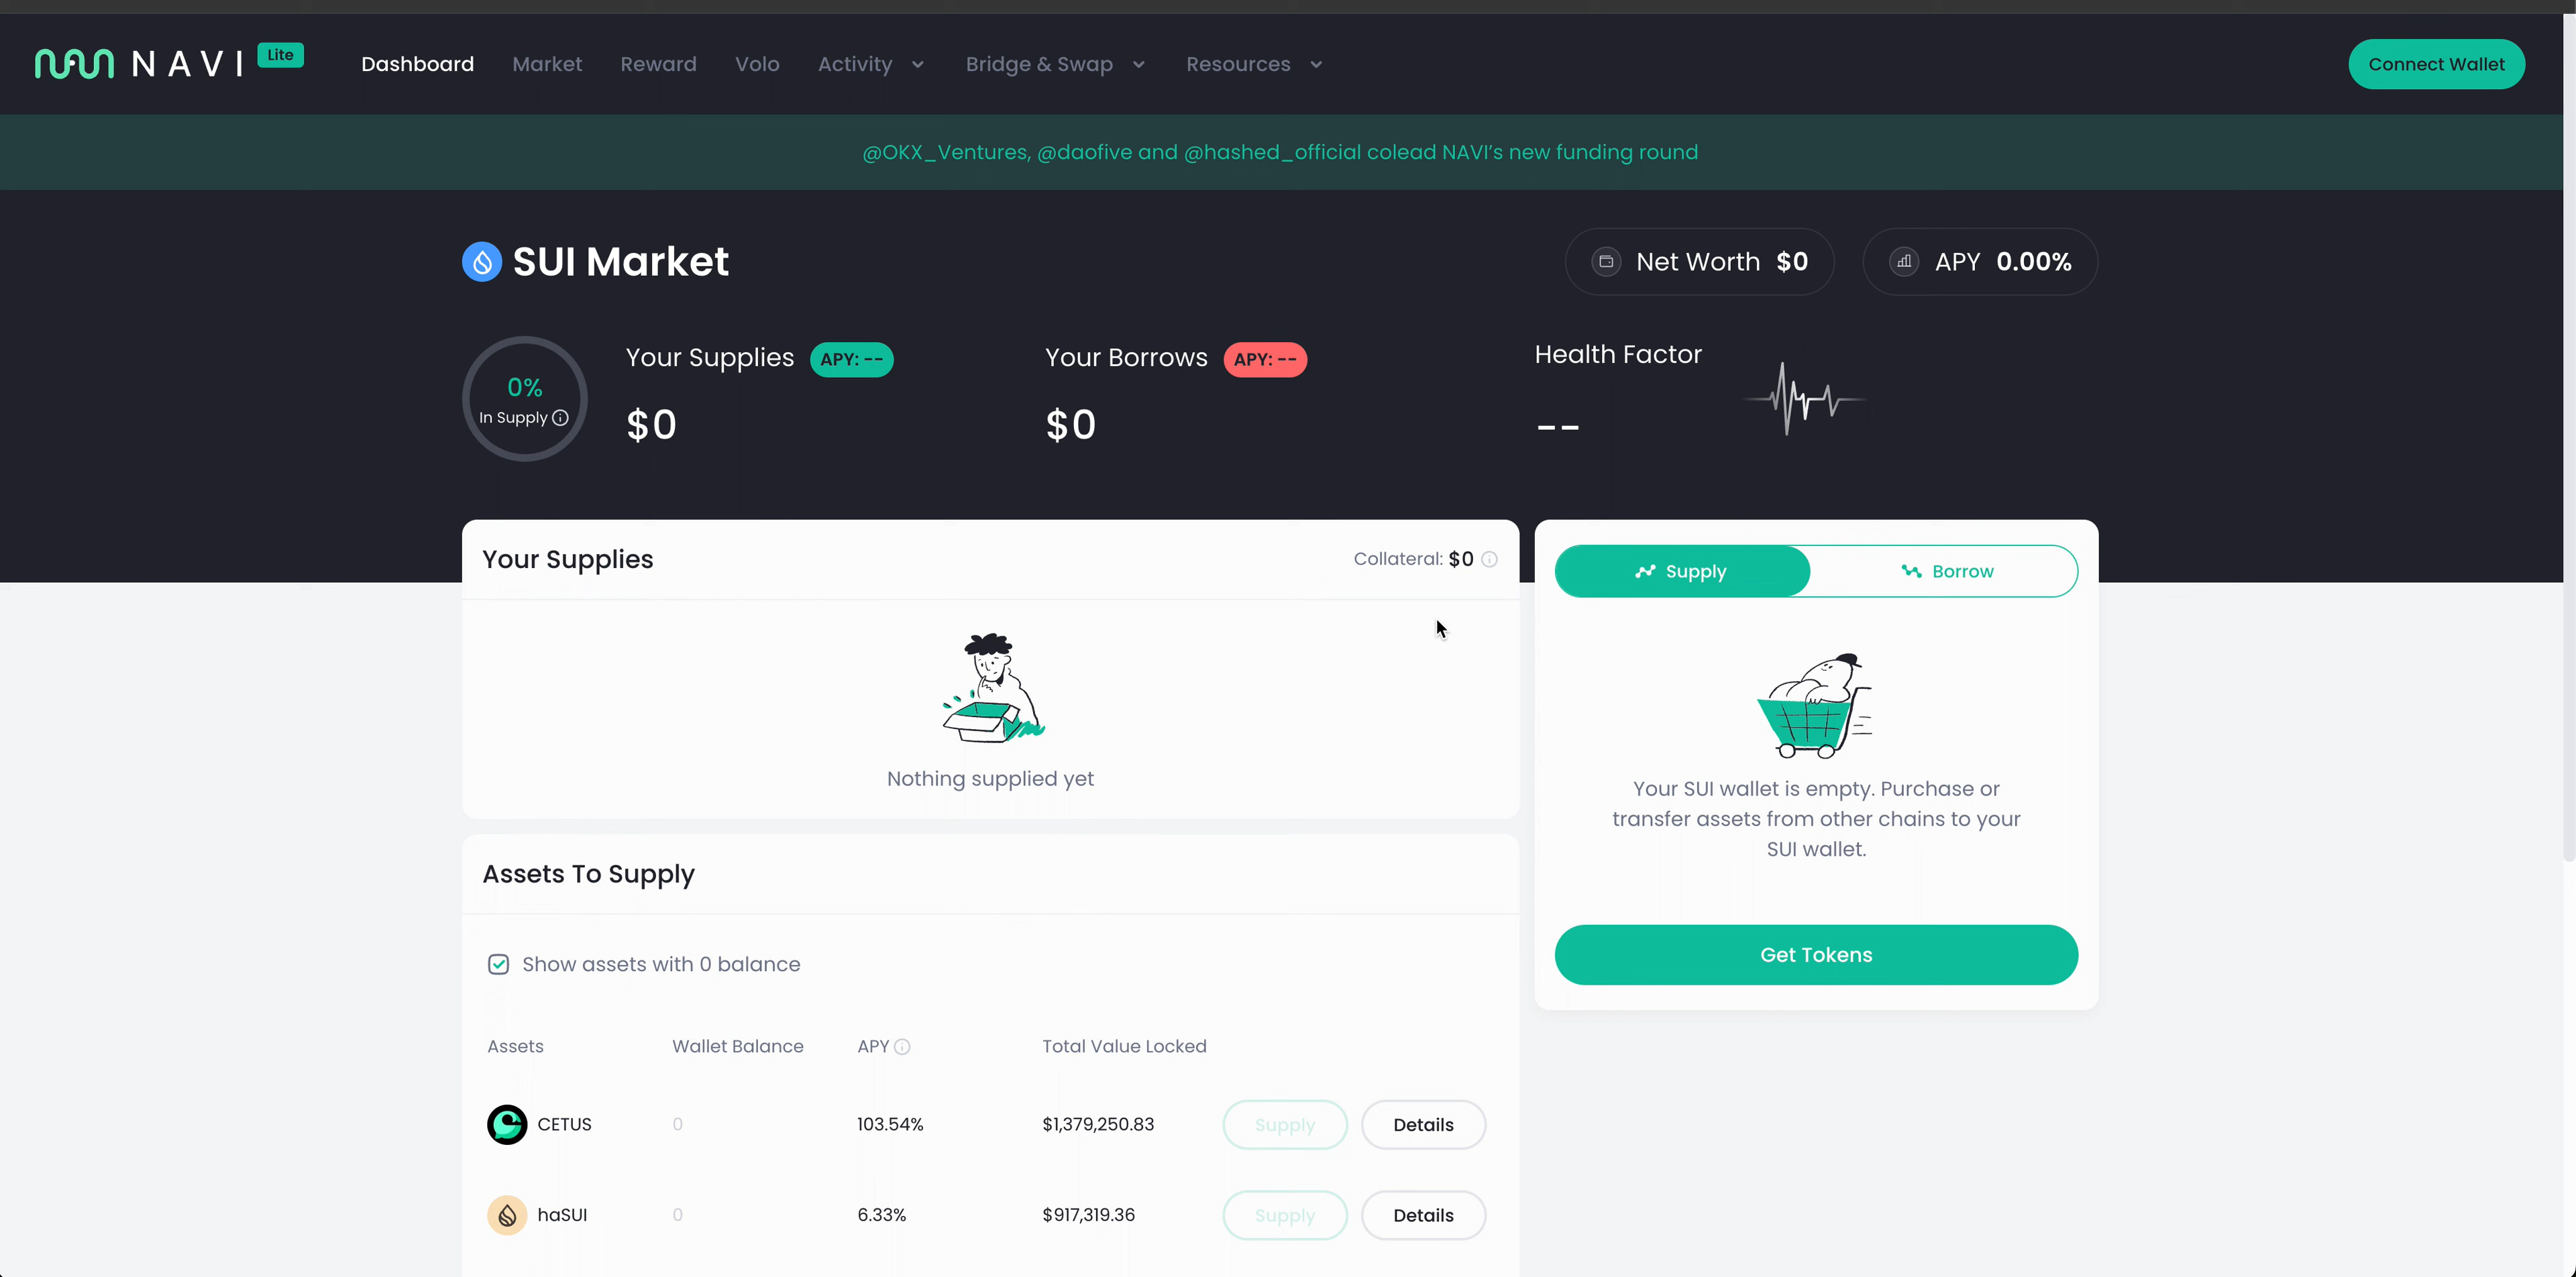 NAVI Lite
Dashboard Market Reward Volo Activity Bridge & Swap Resources Connect Wallet
@OKX_Ventures, @daofive and @hashed_official colead NAVI's new funding round
SUI Market Net Worth $0 APY 0.00%
0%
In Supply
Your Supplies APY: --
$0
Your Borrows APY: --
$0
Health Factor
--
Your Supplies Collateral: $0
Nothing supplied yet
Supply Borrow
Your SUI wallet is empty. Purchase or
transfer assets from other chains to your
SUI wallet.
Get Tokens
Assets To Supply
Show assets with 0 balance
Assets Wallet Balance APY Total Value Locked
CETUS 0 103.54% $1,379,250.83 Supply Details
haSUI 0 6.33% $917,319.36 Supply Details